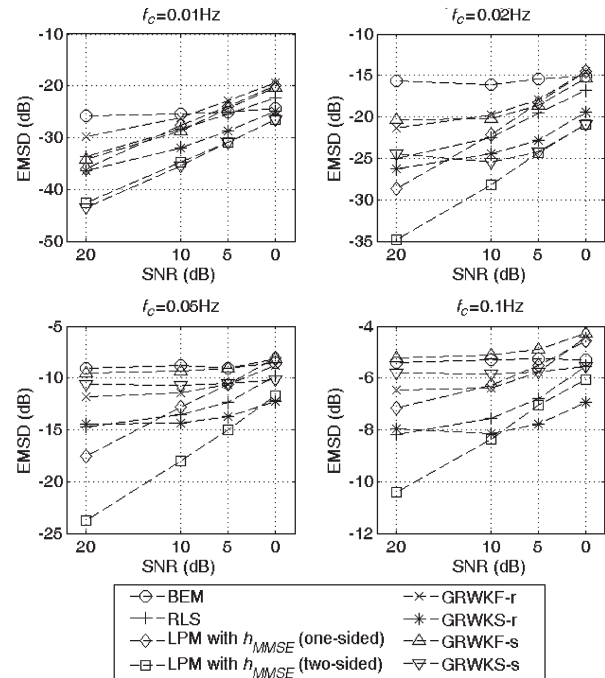 f_c=0.01Hz
f_c=0.02Hz
-10
-20
-30
-40
-50
EMSD (dB)
20 10 5 0
SNR (dB)
-10
-15
-20
-25
-30
-35
EMSD (dB)
20 10 5 0
SNR (dB)
f_c=0.05Hz
f_c=0.1Hz
-5
-10
-15
-20
-25
EMSD (dB)
20 10 5 0
SNR (dB)
-4
-6
-8
-10
-12
EMSD (dB)
20 10 5 0
SNR (dB)
BEM
RLS
LPM with h_MMSE (one-sided)
LPM with h_MMSE (two-sided)
GRWKF-r
GRWKS-r
GRWKF-s
GRWKS-s